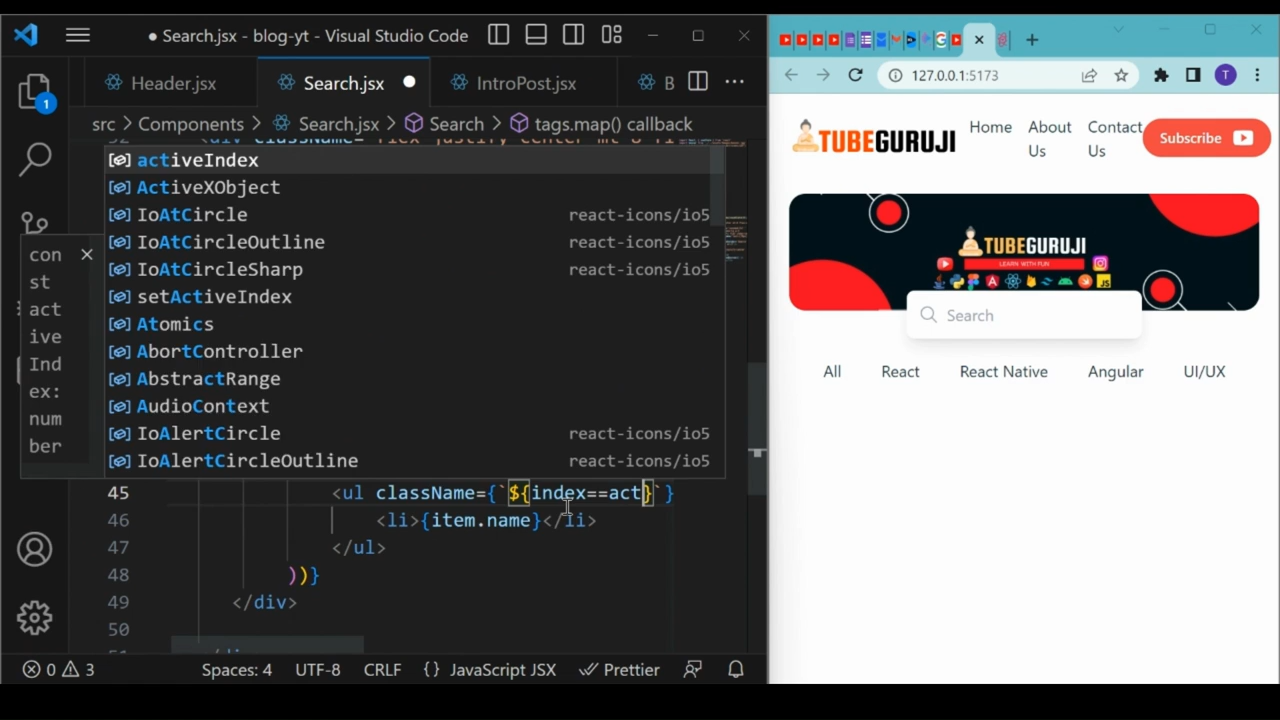 ● Search.jsx - blog-yt - Visual Studio Code
1
Header.jsx
Search.jsx ●
IntroPost.jsx
B
src > Components > Search.jsx > Search > tags.map() callback
activeIndex
ActiveXObject
IoAtCircle react-icons/io5
IoAtCircleOutline react-icons/io5
IoAtCircleSharp react-icons/io5
setActiveIndex
Atomics
AbortController
AbstractRange
AudioContext
IoAlertCircle react-icons/io5
IoAlertCircleOutline react-icons/io5
con
st
act
ive
Ind
ex:
num
ber
45 <ul className={`${index==act}`}
46 <li>{item.name}</li>
47 </ul>
48 ))}
49 </div>
50
0 3 Spaces: 4 UTF-8 CRLF {} JavaScript JSX Prettier
127.0.0.1:5173
T
TUBEGURUJI
Home
About Us
Contact Us
Subscribe
TUBEGURUJI
LEARN WITH FUN
JS
Search
All React React Native Angular UI/UX